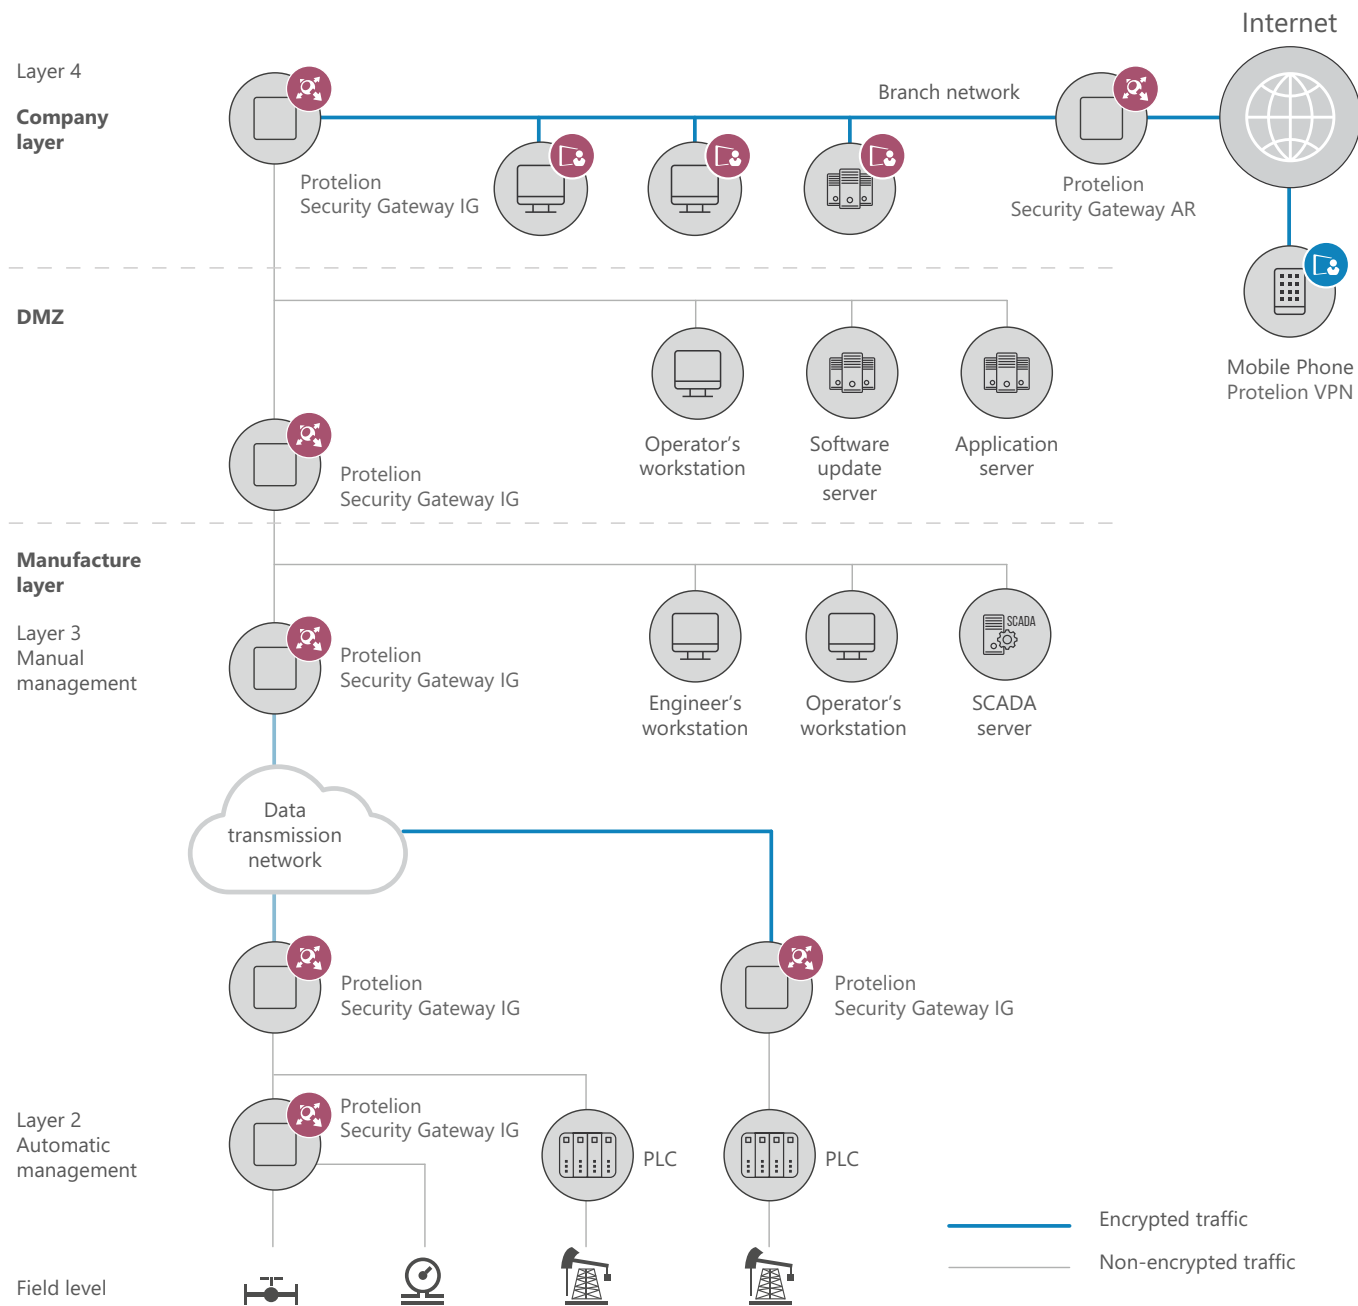 Internet
Layer 4
Company
layer
Branch network
Protelion
Security Gateway IG
Protelion
Security Gateway AR
DMZ
Mobile Phone
Protelion VPN
Operator’s
workstation
Software
update
server
Application
server
Protelion
Security Gateway IG
Manufacture
layer
Layer 3
Manual
management
Protelion
Security Gateway IG
SCADA
Engineer’s
workstation
Operator’s
workstation
SCADA
server
Data
transmission
network
Protelion
Security Gateway IG
Protelion
Security Gateway IG
Layer 2
Automatic
management
Protelion
Security Gateway IG
PLC
PLC
Encrypted traffic
Non-encrypted traffic
Field level